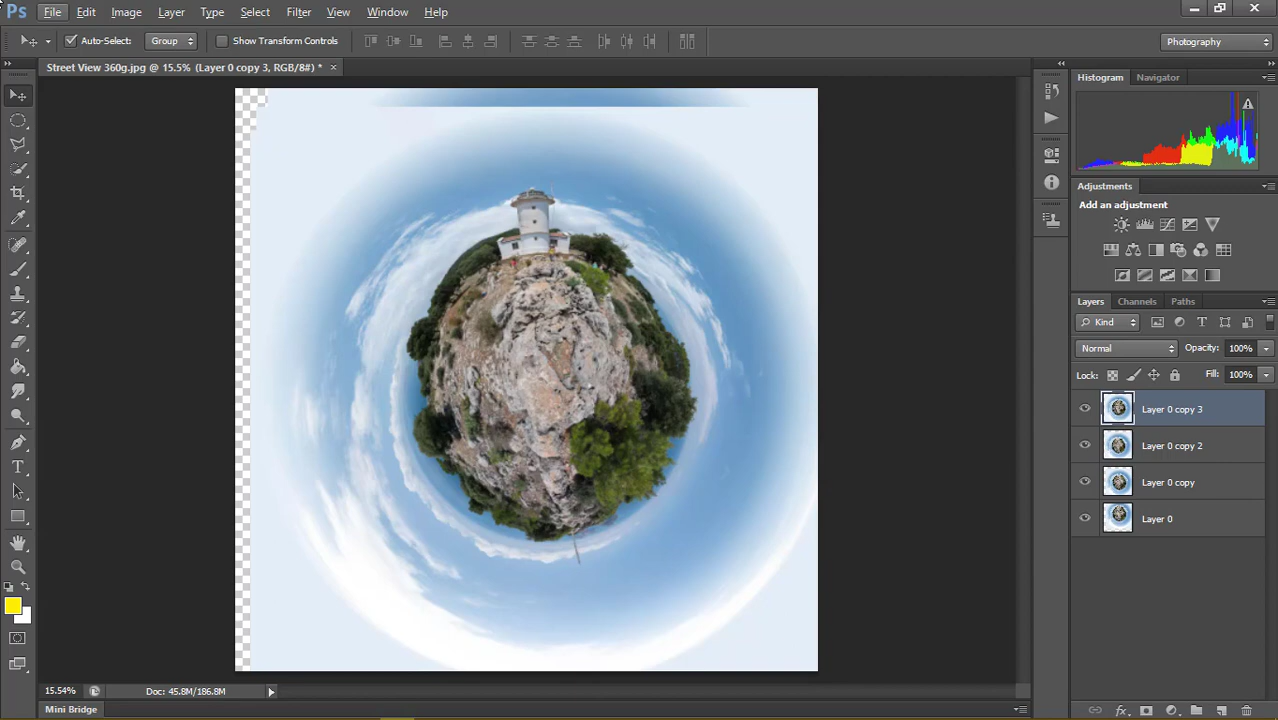 Ps File Edit Image Layer Type Select Filter View Window Help
Auto-Select: Group Show Transform Controls Photography
Street View 360g.jpg @ 15.5% (Layer 0 copy 3, RGB/8#) * ×
Histogram Navigator
Adjustments
Add an adjustment
Layers Channels Paths
Kind
Normal Opacity: 100%
Lock: Fill: 100%
Layer 0 copy 3
Layer 0 copy 2
Layer 0 copy
Layer 0
15.54% Doc: 45.8M/186.8M
Mini Bridge